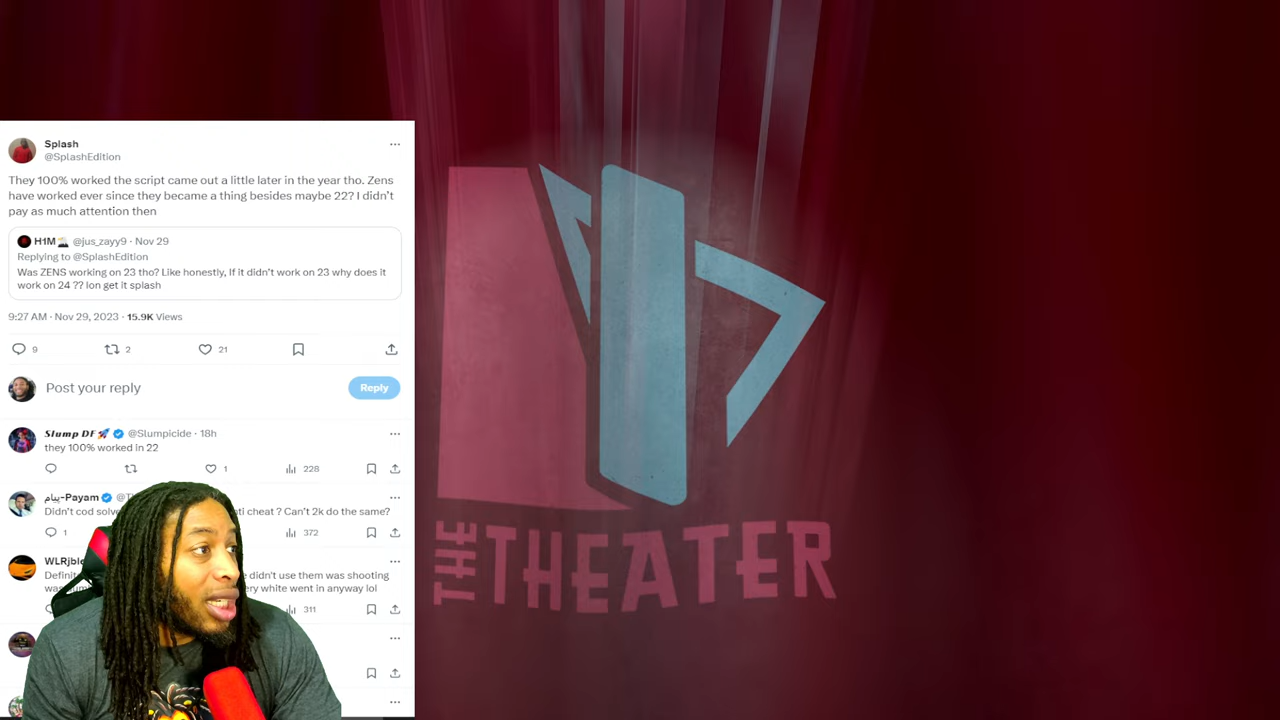 Splash
@SplashEdition
They 100% worked the script came out a little later in the year tho. Zens
have worked ever since they became a thing besides maybe 22? I didn't
pay as much attention then
H1M @jus_zayy9 · Nov 29
Replying to @SplashEdition
Was ZENS working on 23 tho? Like honestly, If it didn't work on 23 why does it
work on 24 ?? Ion get it splash
9:27 AM · Nov 29, 2023 · 15.9K Views
9 2 21
Post your reply
Reply
Slump DF @Slumpicide · 18h
they 100% worked in 22
1 228
پیام-Payam
Didn't cod cheat ? Can't 2k do the same?
1 372
didn't use them was shooting
white went in anyway lol
311
THE THEATER